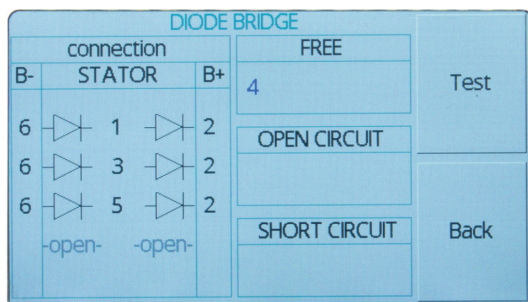 DIODE BRIDGE
connection
B- STATOR B+
6 1 2
6 3 2
6 5 2
-open- -open-
FREE
4
OPEN CIRCUIT
SHORT CIRCUIT
Test
Back